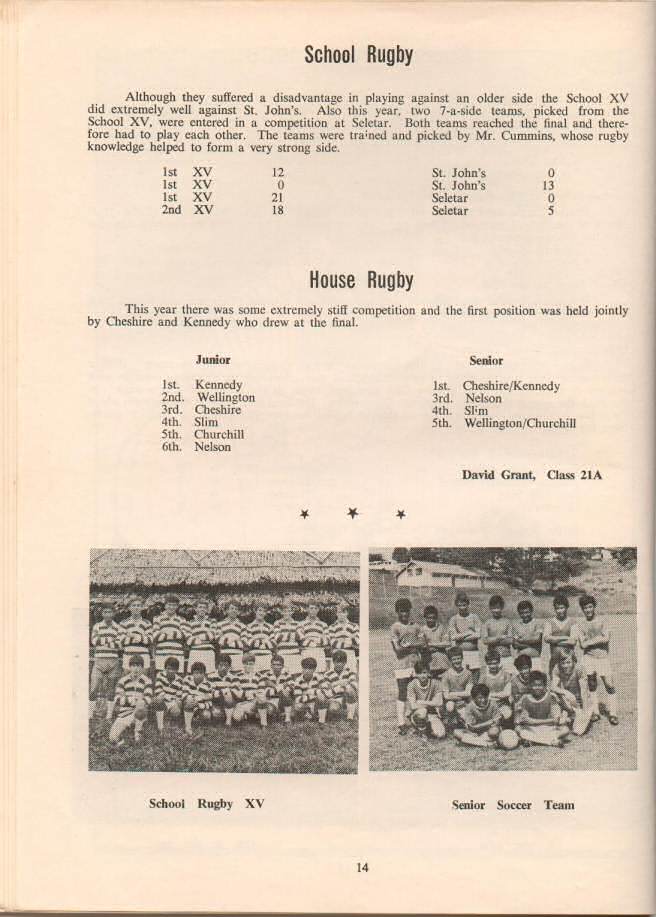 School Rugby
Although they suffered a disadvantage in playing against an older side the School XV
did extremely well against St. John's. Also this year, two 7-a-side teams, picked from the
School XV, were entered in a competition at Seletar. Both teams reached the final and there-
fore had to play each other. The teams were trained and picked by Mr. Cummins, whose rugby
knowledge helped to form a very strong side.
1st XV 12 St. John's 0
1st XV 0 St. John's 13
1st XV 21 Seletar 0
2nd XV 18 Seletar 5
House Rugby
This year there was some extremely stiff competition and the first position was held jointly
by Cheshire and Kennedy who drew at the final.
Junior
1st. Kennedy
2nd. Wellington
3rd. Cheshire
4th. Slim
5th. Churchill
6th. Nelson
Senior
1st. Cheshire/Kennedy
3rd. Nelson
4th. Slim
5th. Wellington/Churchill
David Grant, Class 21A
School Rugby XV
Senior Soccer Team
14